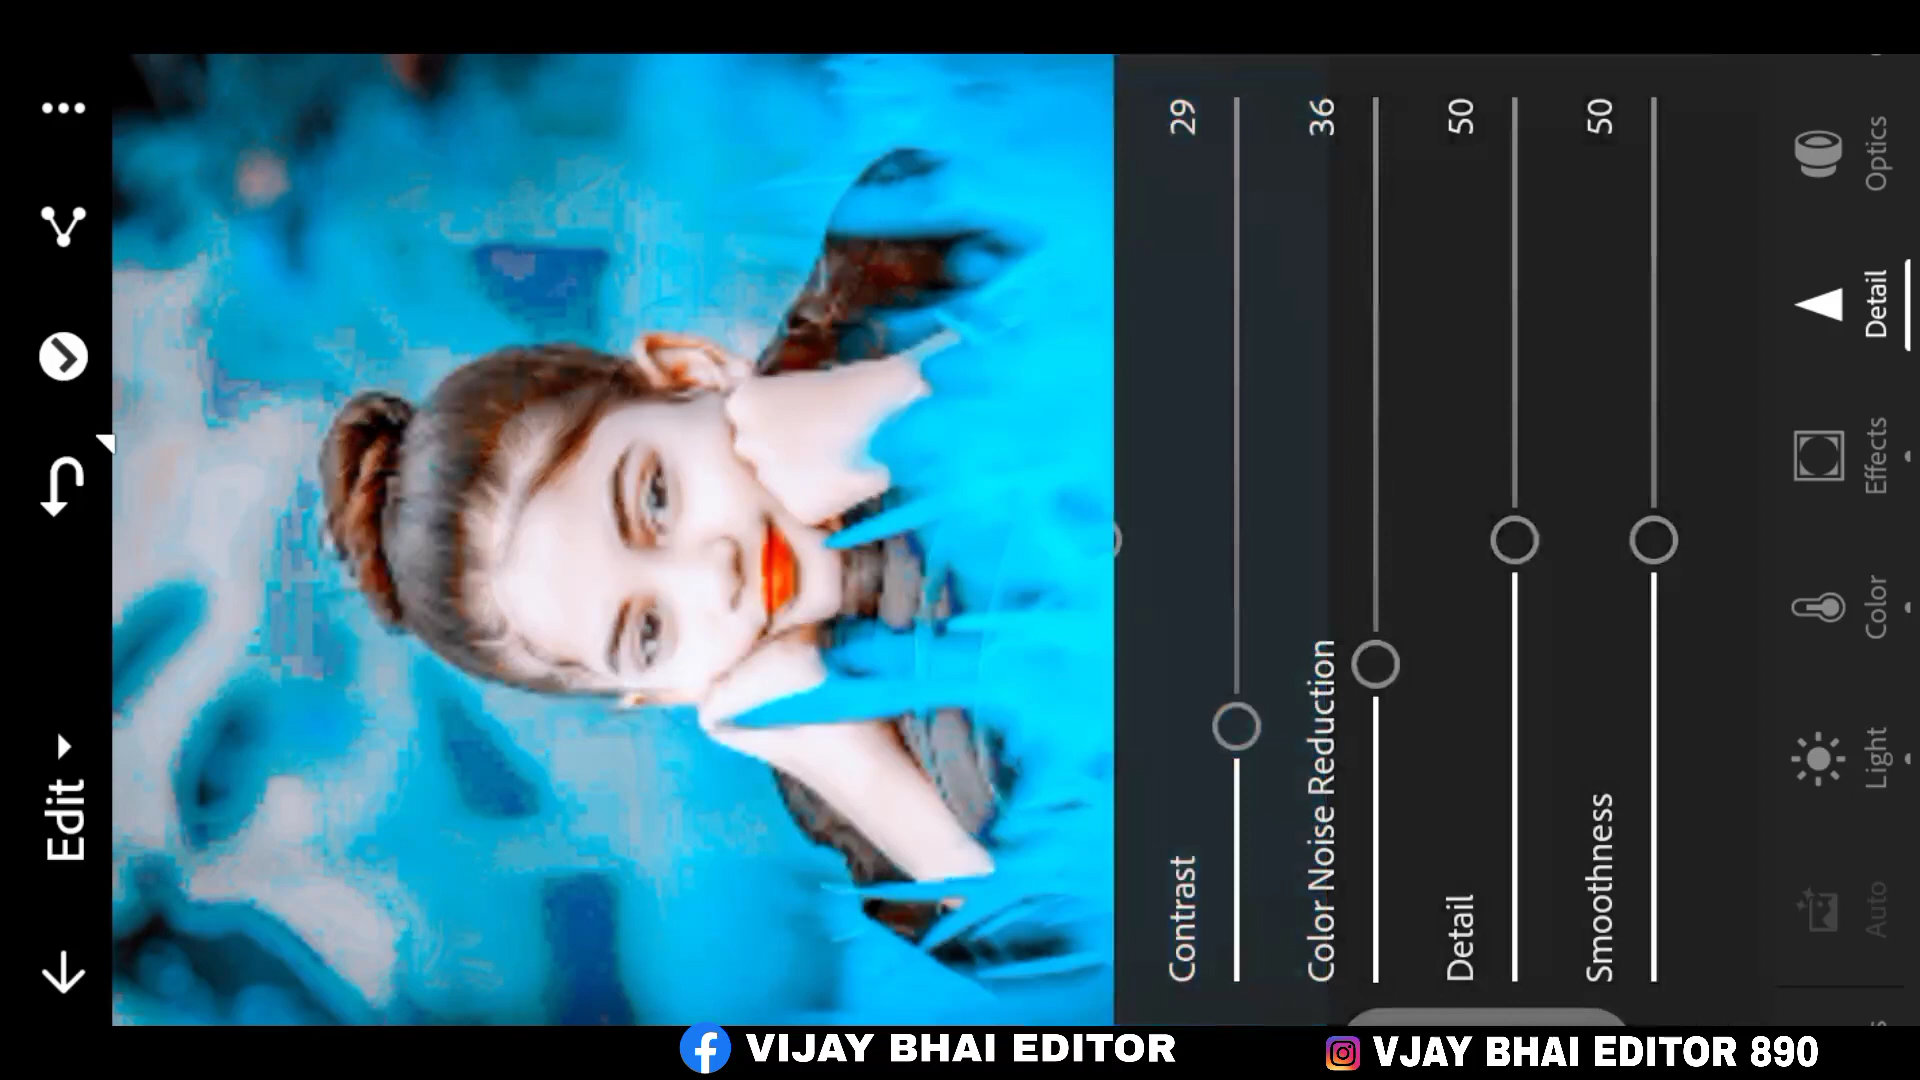 Edit
Contrast 29
Color Noise Reduction 36
Detail 50
Smoothness 50
Auto
Light
Color
Effects
Detail
Optics
VIJAY BHAI EDITOR
VJAY BHAI EDITOR 890